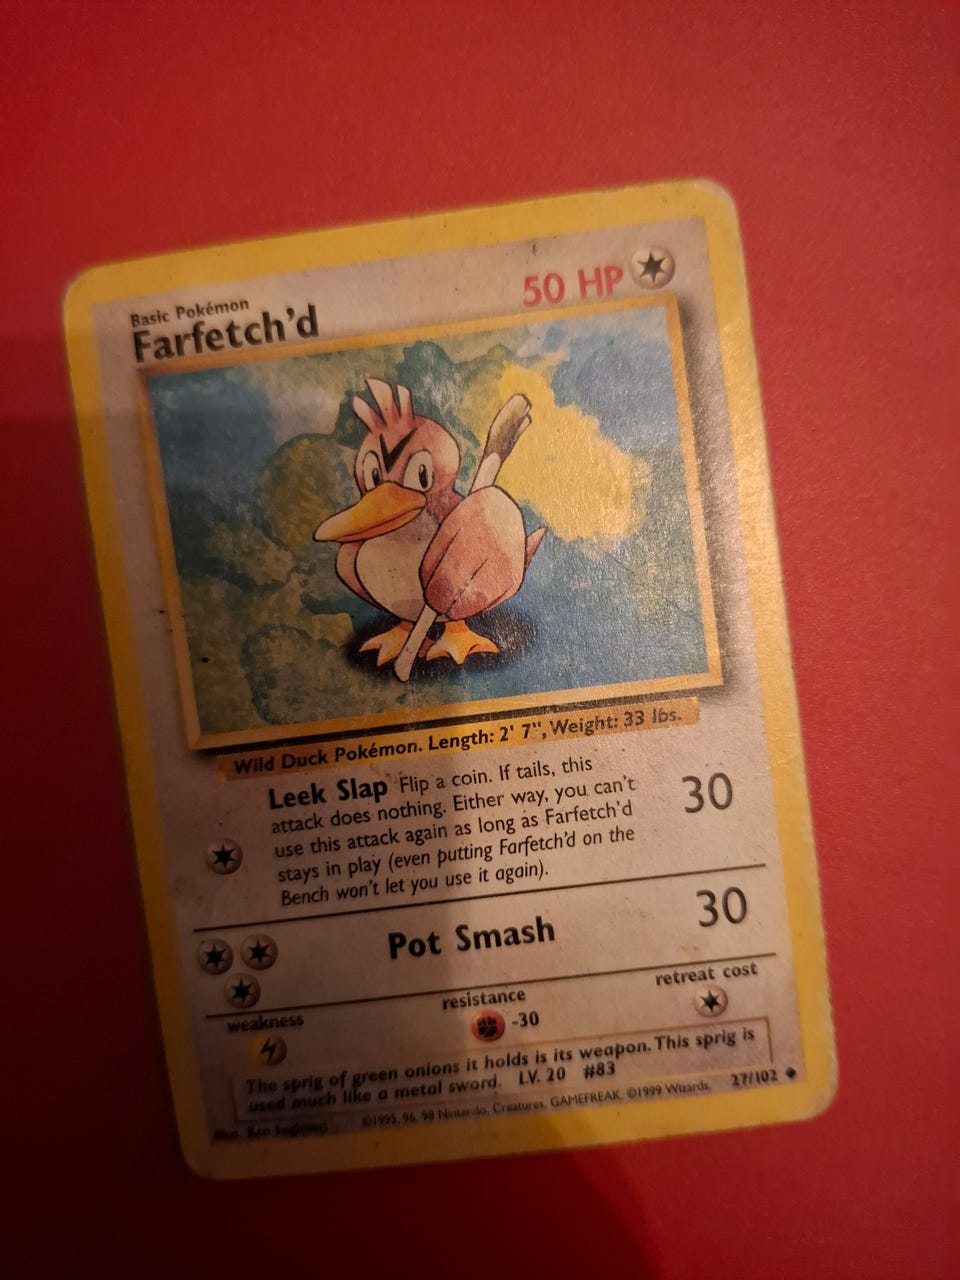 Basic Pokémon
Farfetch'd
50 HP
Wild Duck Pokémon. Length: 2' 7", Weight: 33 lbs.
Leek Slap Flip a coin. If tails, this
attack does nothing. Either way, you can't
use this attack again as long as Farfetch'd
stays in play (even putting Farfetch'd on the
Bench won't let you use it again).
30
Pot Smash
30
weakness
resistance
-30
retreat cost
The sprig of green onions it holds is its weapon. This sprig is
used much like a metal sword. LV. 20 #83
Illus. Ken Sugimori
©1995, 96, 98 Nintendo, Creatures, GAMEFREAK. ©1999 Wizards.
27/102